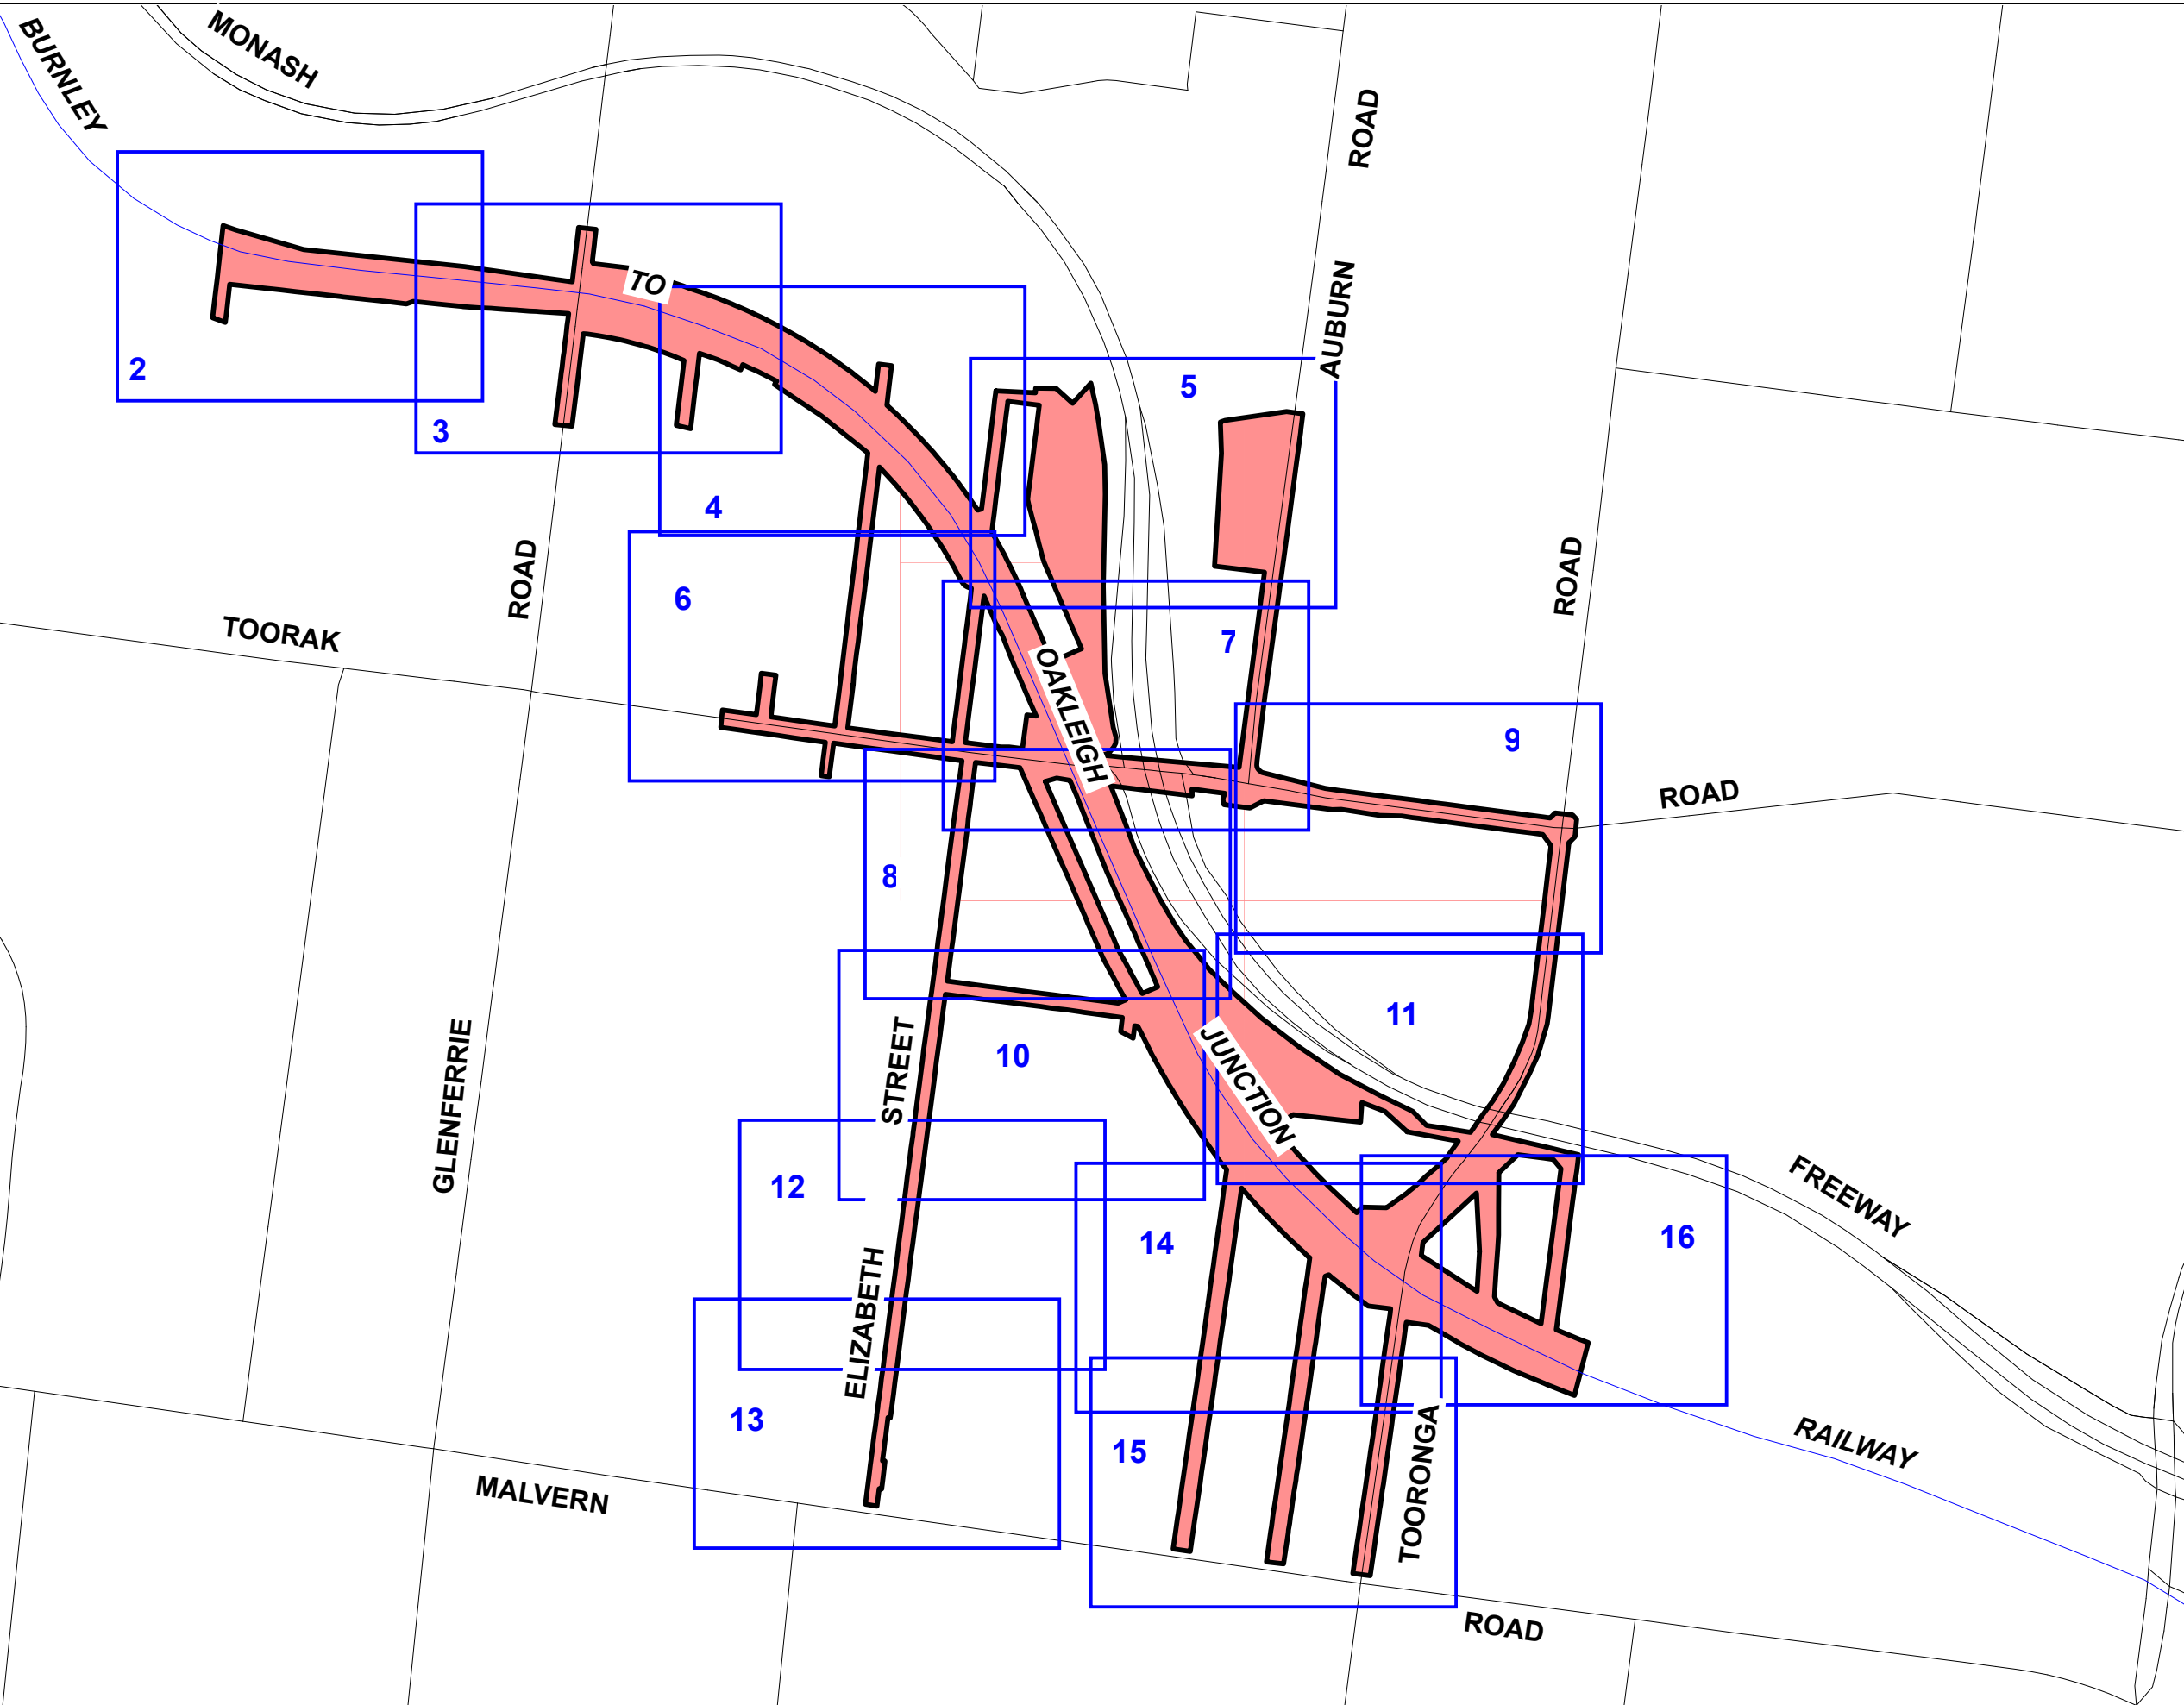 MONASH
BURNLEY
ROAD
AUBURN
TO
2
3
5
4
ROAD
ROAD
6
TOORAK
7
OAKLEIGH
9
ROAD
8
11
10
STREET
JUNCTION
GLENFERRIE
12
FREEWAY
14
16
ELIZABETH
13
15
TOORONGA
RAILWAY
MALVERN
ROAD